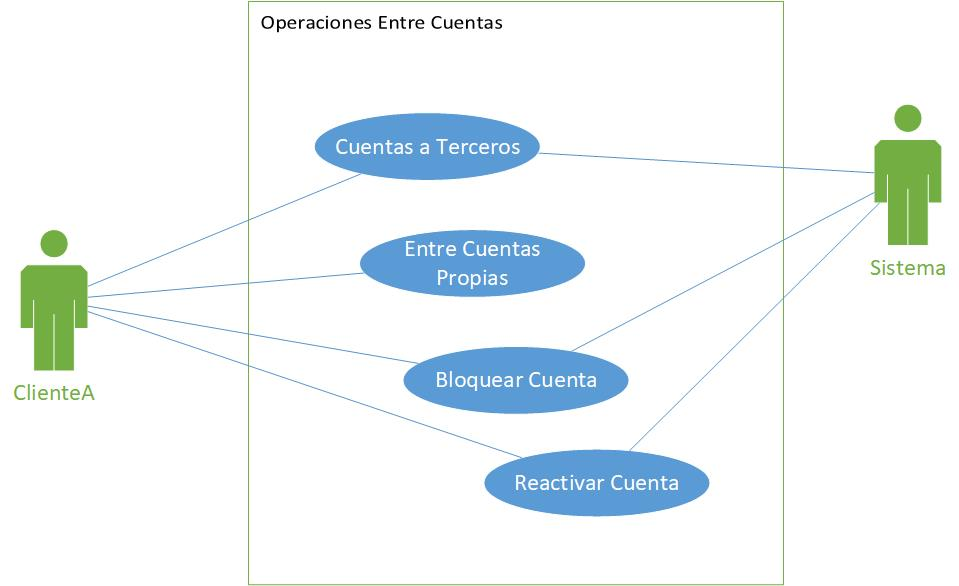 Operaciones Entre Cuentas
Cuentas a Terceros
Entre Cuentas
Propias
Sistema
Bloquear Cuenta
ClienteA
Reactivar Cuenta